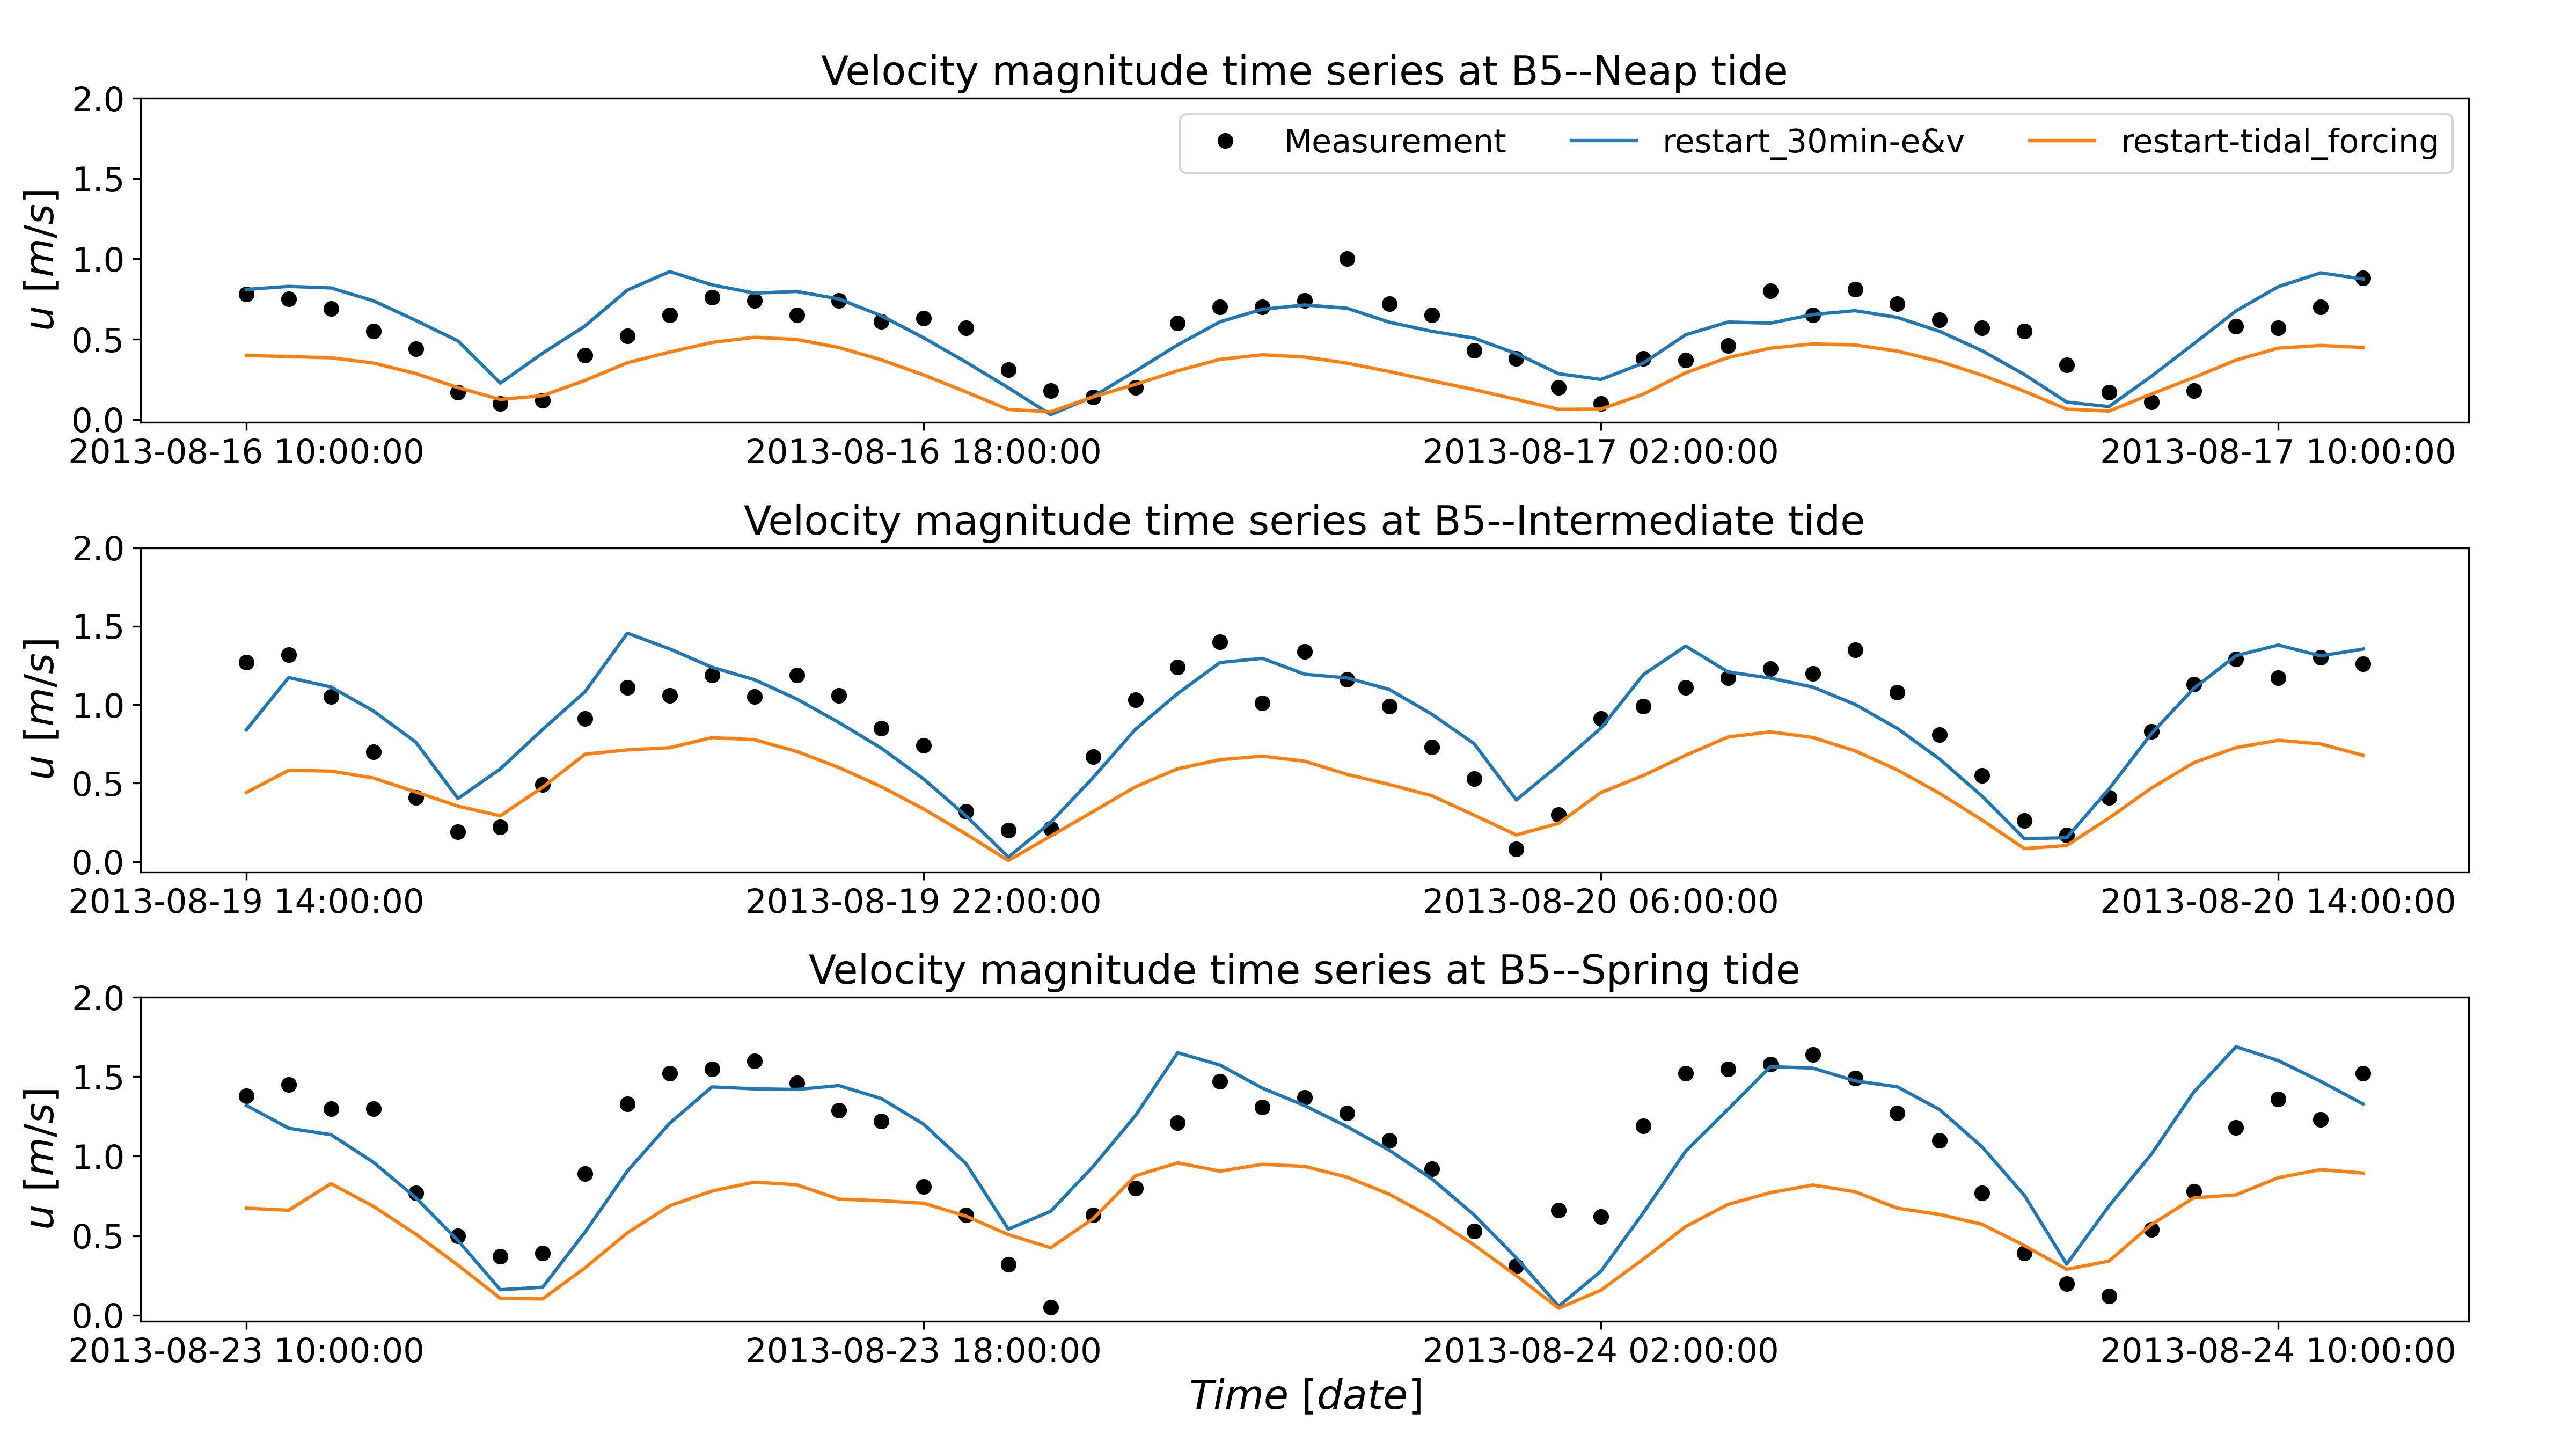 Velocity magnitude time series at B5--Neap tide
2.0
1.5
1.0
0.5
0.0
u [m/s]
Measurement restart_30min-e&v restart-tidal_forcing
2013-08-16 10:00:00 2013-08-16 18:00:00 2013-08-17 02:00:00 2013-08-17 10:00:00
Velocity magnitude time series at B5--Intermediate tide
2.0
1.5
1.0
0.5
0.0
u [m/s]
2013-08-19 14:00:00 2013-08-19 22:00:00 2013-08-20 06:00:00 2013-08-20 14:00:00
Velocity magnitude time series at B5--Spring tide
2.0
1.5
1.0
0.5
0.0
u [m/s]
2013-08-23 10:00:00 2013-08-23 18:00:00 2013-08-24 02:00:00 2013-08-24 10:00:00
Time [date]